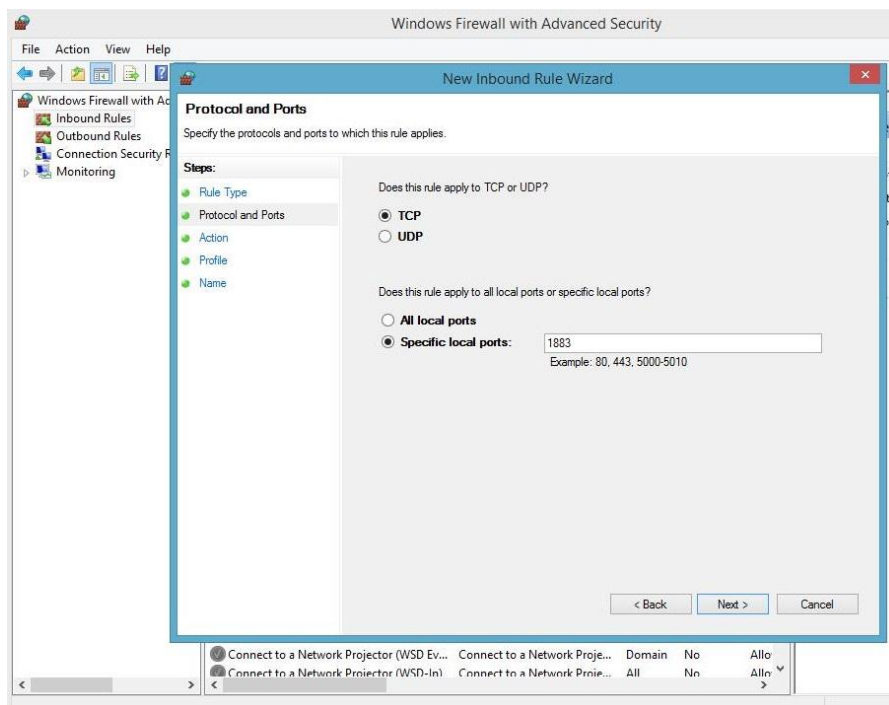 Windows Firewall with Advanced Security
File Action View Help
Windows Firewall with Ad
Inbound Rules
Outbound Rules
Connection Security R
Monitoring
New Inbound Rule Wizard
Protocol and Ports
Specify the protocols and ports to which this rule applies.
Steps:
Rule Type
Protocol and Ports
Action
Profile
Name
Does this rule apply to TCP or UDP?
TCP
UDP
Does this rule apply to all local ports or specific local ports?
All local ports
Specific local ports: 1883
Example: 80, 443, 5000-5010
< Back Next > Cancel
Connect to a Network Projector (WSD Ev... Connect to a Network Proje... Domain No Allo
Connect to a Network Projector (WSD-In) Connect to a Network Proje... All No Allo